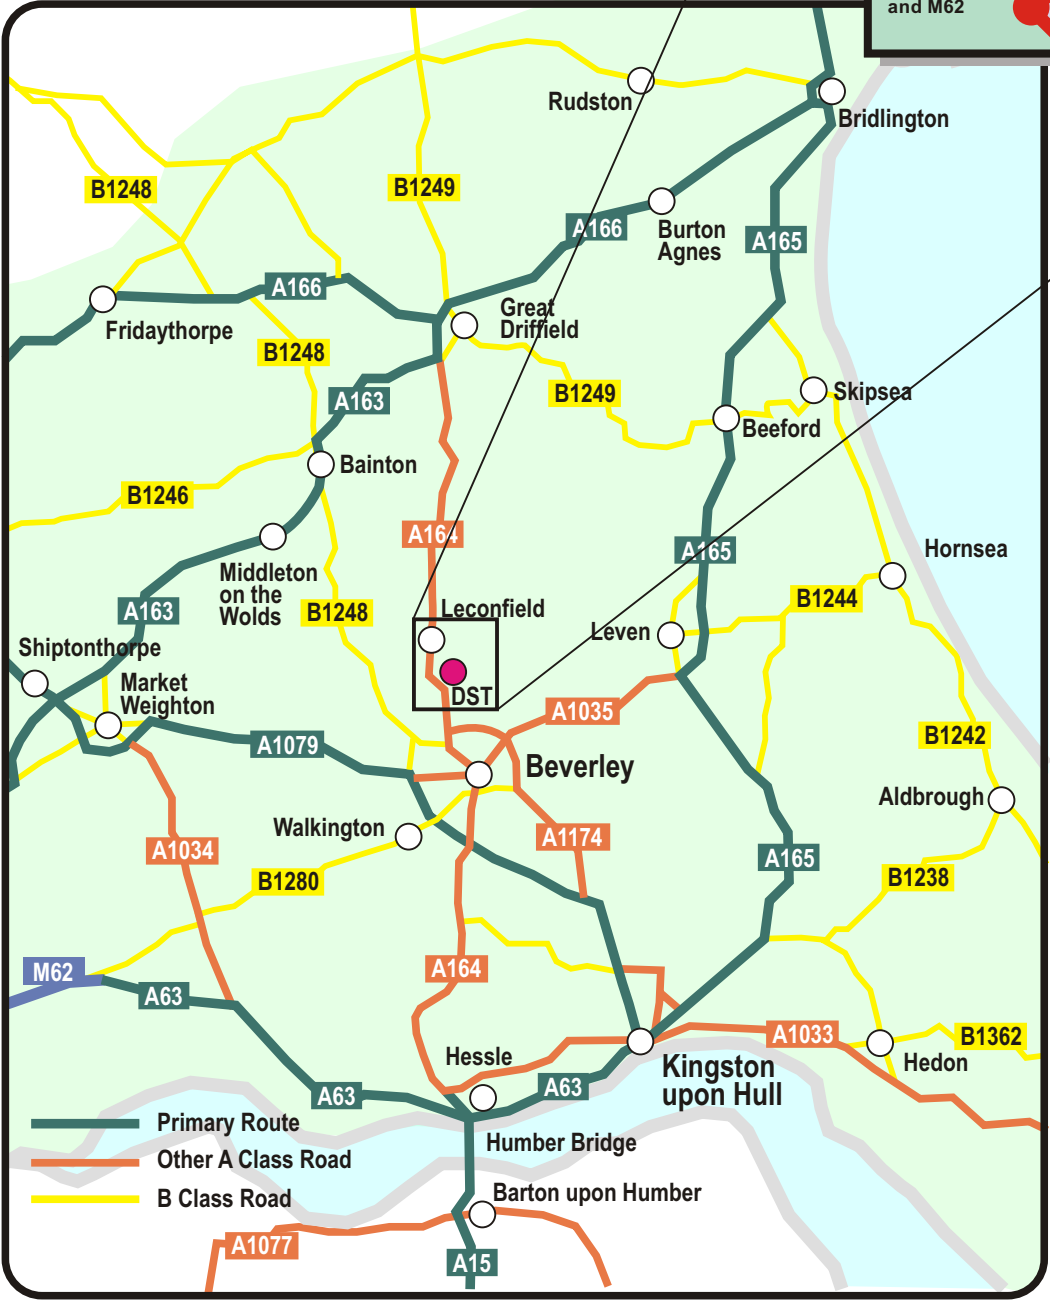 and M62
Rudston
Bridlington
B1248
B1249
A166
Burton
Agnes
A165
A166
Great
Driffield
Fridaythorpe
B1248
A163
B1249
Skipsea
Beeford
Bainton
B1246
A164
A165
Hornsea
Middleton
on the
Wolds
A163
B1248
Leconfield
B1244
Leven
Shiptonthorpe
Market
Weighton
DST
A1035
A1079
B1242
Beverley
Aldbrough
Walkington
A1174
A1034
A165
B1280
B1238
M62
A63
A164
A1033
B1362
Hessle
Hedon
Kingston
upon Hull
A63
A63
Primary Route
Humber Bridge
Other A Class Road
B Class Road
Barton upon Humber
A1077
A15